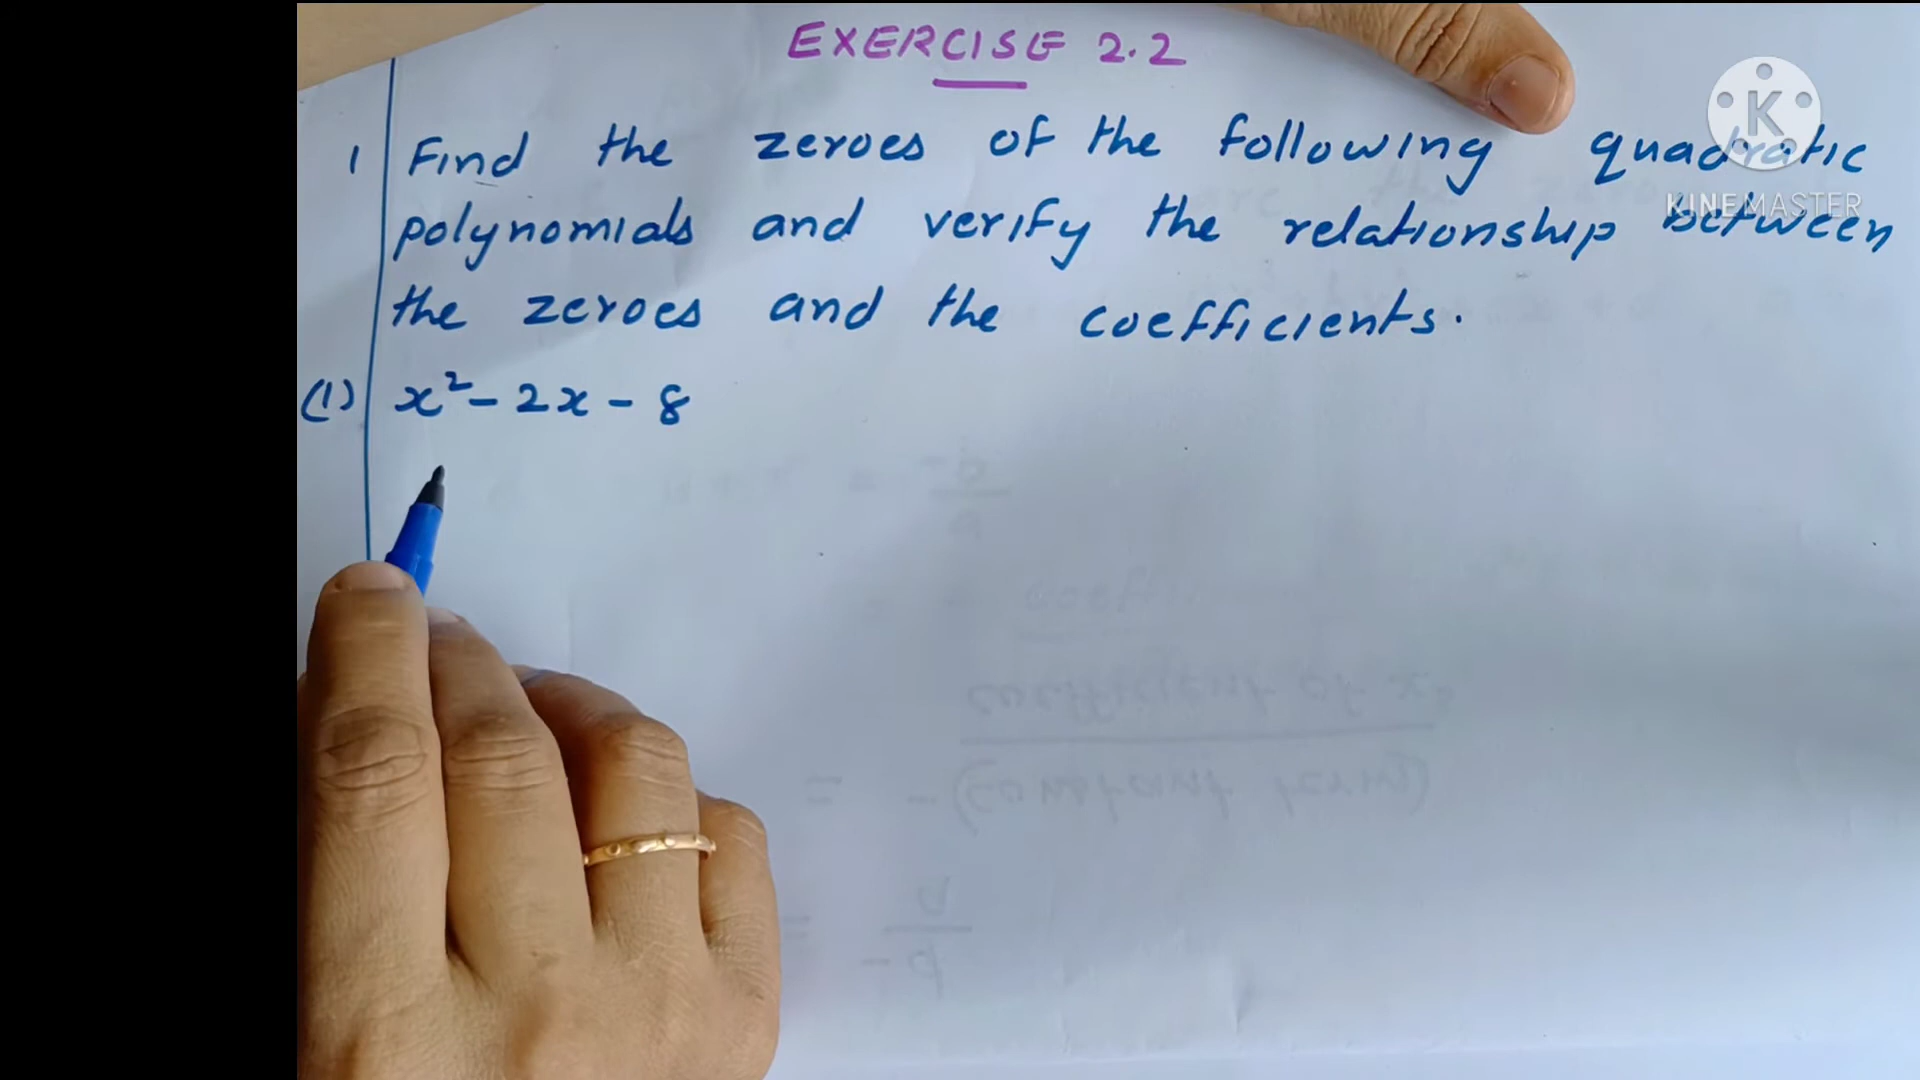 EXERCISE 2.2
1 Find the zeroes of the following quadratic
polynomials and verify the relationship between
the zeroes and the coefficients.
(1) x² - 2x - 8
K
KINEMASTER